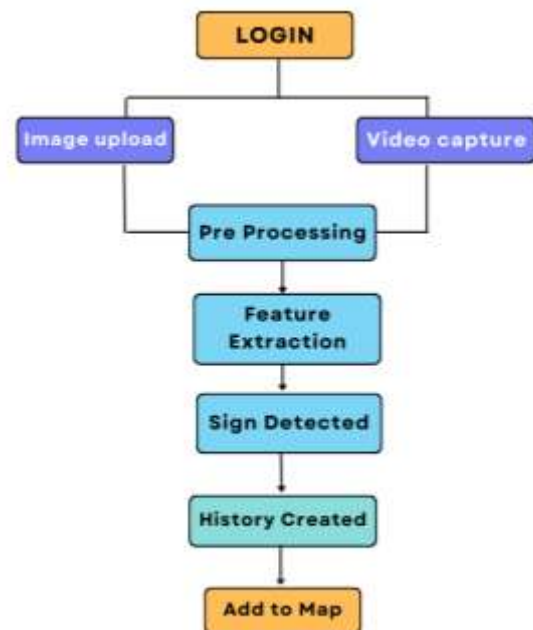 LOGIN
Image upload
Video capture
Pre Processing
Feature
Extraction
Sign Detected
History Created
Add to Map